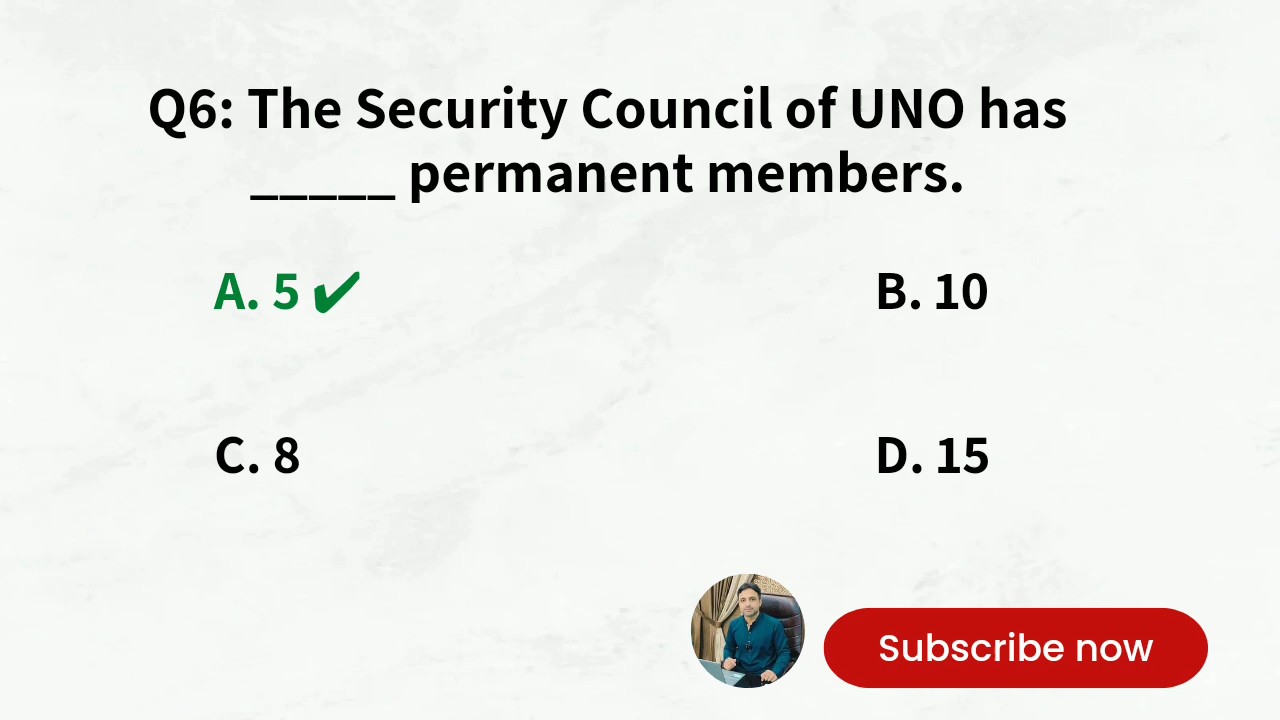 Q6: The Security Council of UNO has
_____ permanent members.
A. 5 ✔
B. 10
C. 8
D. 15
Subscribe now